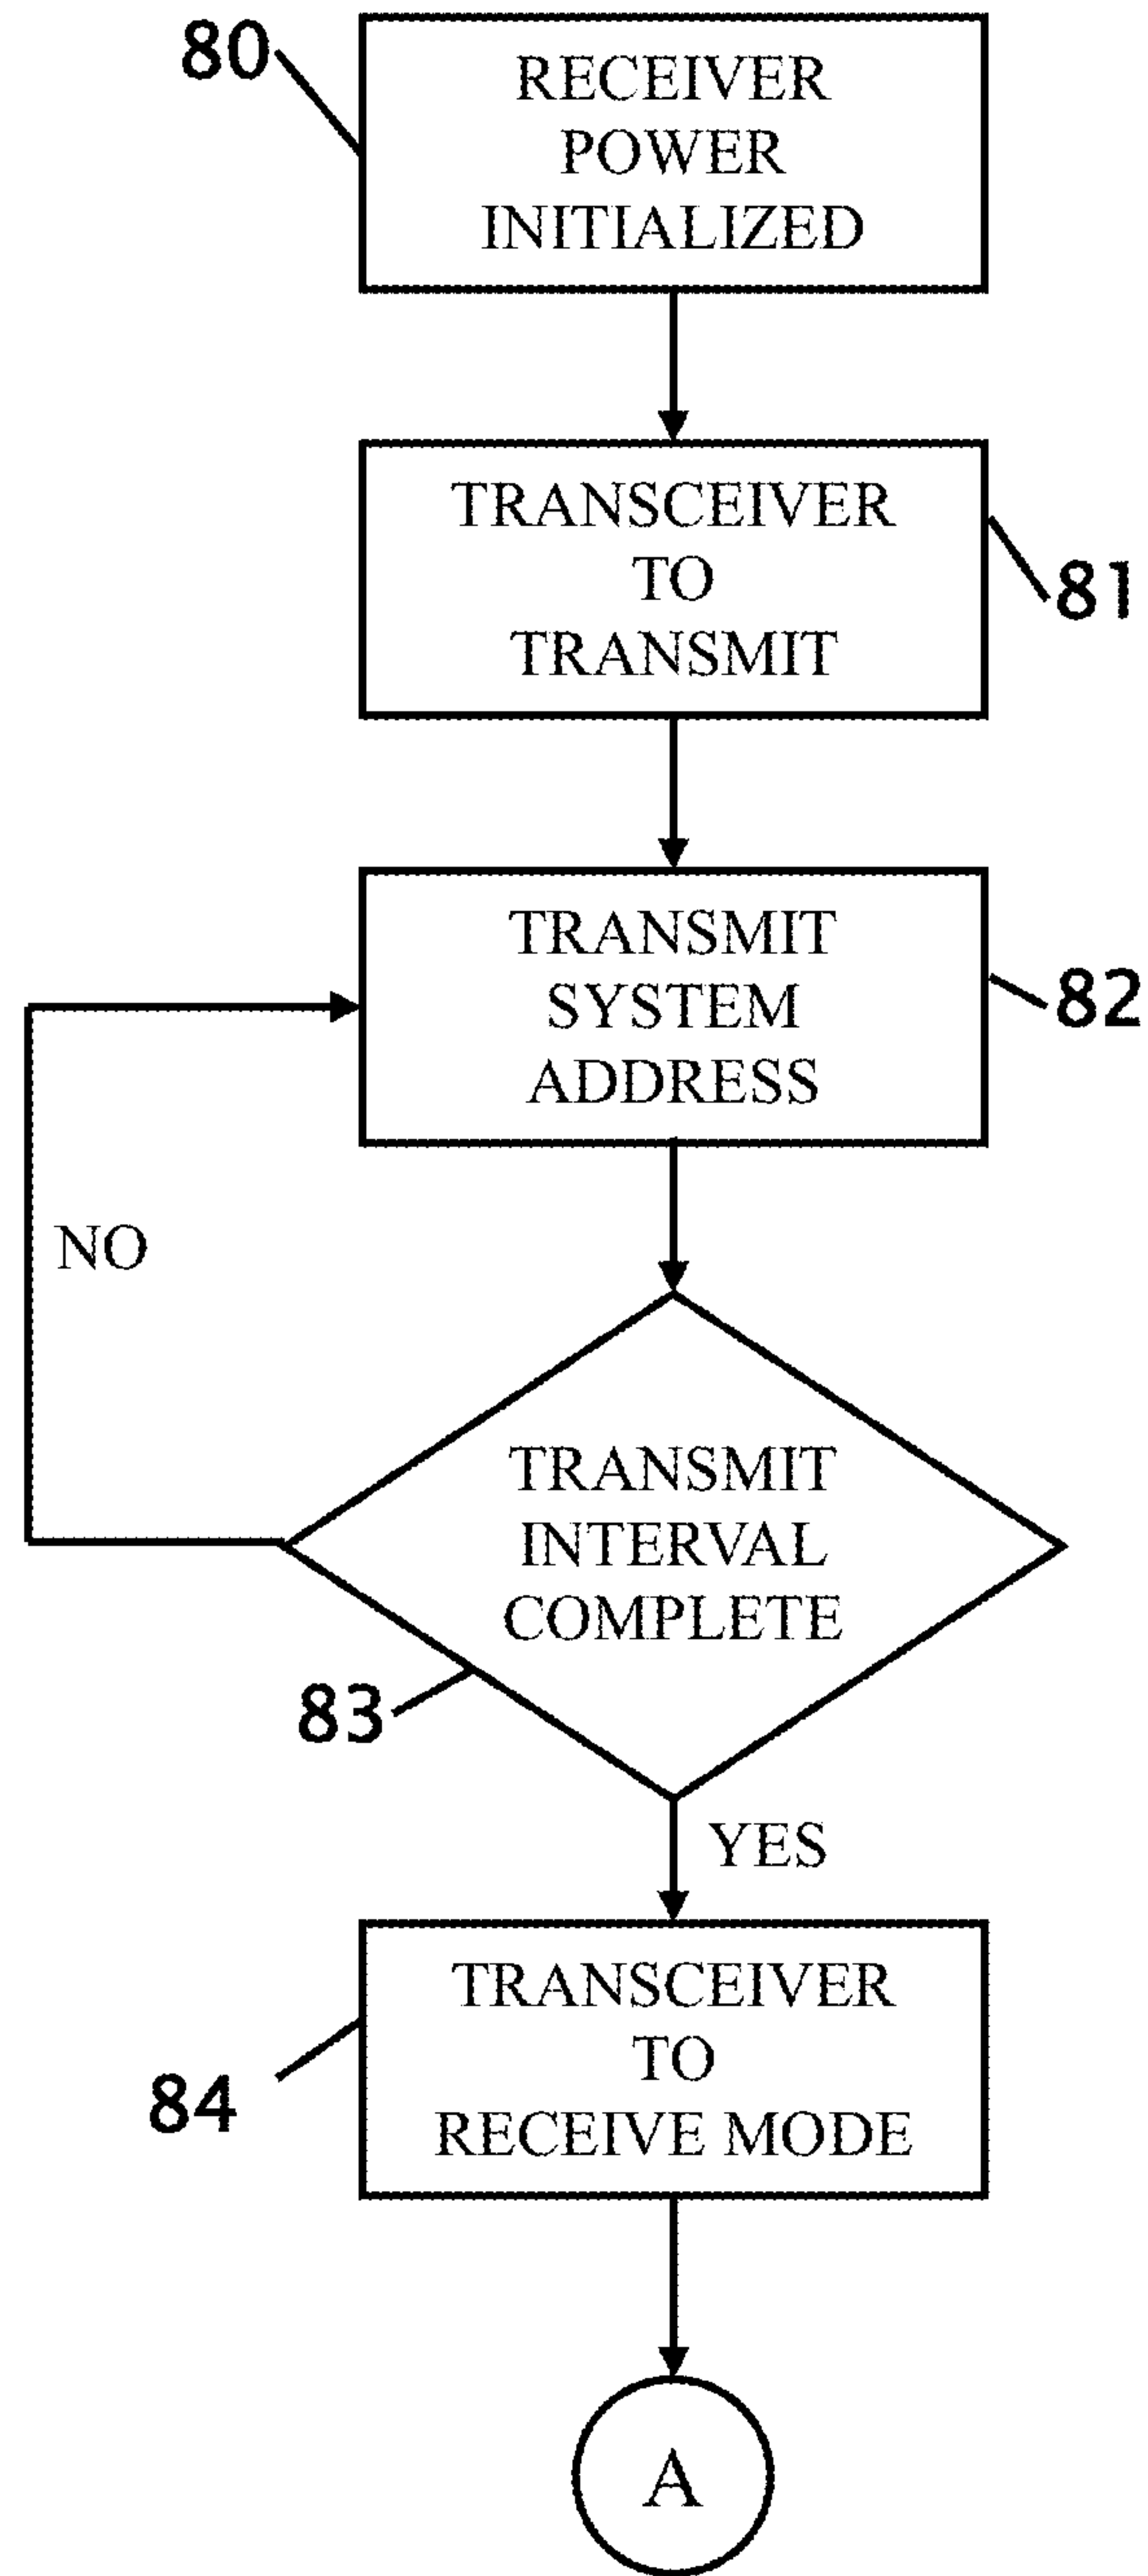 80
RECEIVER
POWER
INITIALIZED
TRANSCEIVER
TO
TRANSMIT
81
TRANSMIT
SYSTEM
ADDRESS
82
NO
TRANSMIT
INTERVAL
COMPLETE
83
YES
TRANSCEIVER
TO
RECEIVE MODE
84
A